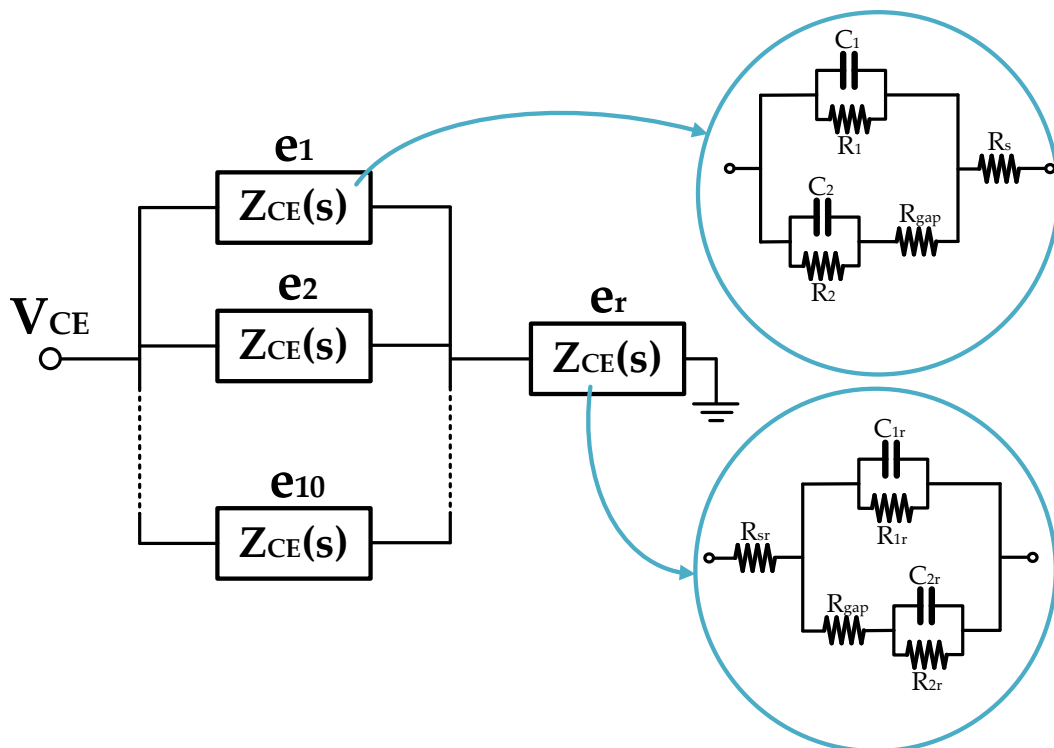 e1
ZCE(s)
e2
ZCE(s)
VCE
e10
ZCE(s)
er
ZCE(s)
C1
R1
Rs
C2
Rgap
R2
C1r
R1r
Rsr
C2r
Rgap
R2r